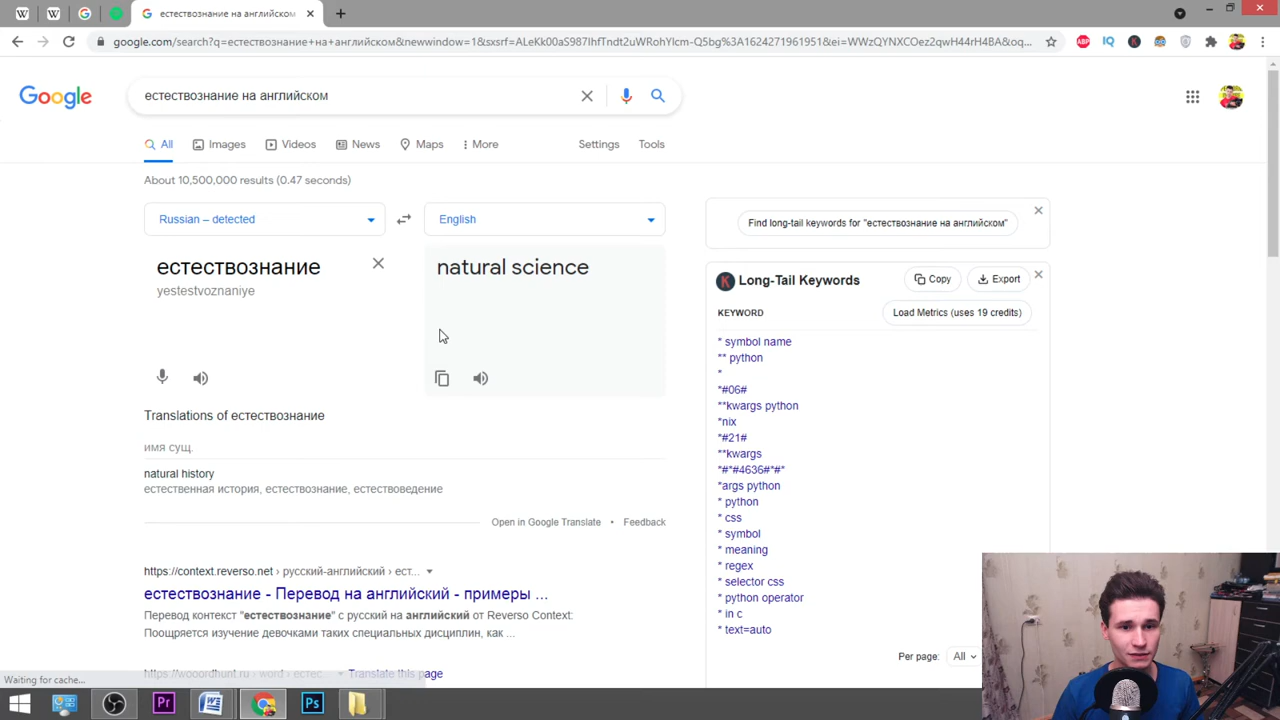 естествознание на английском
google.com/search?q=естествознание+на+английском&newwindow=1&sxsrf=ALeKk00aS987IhfTndt2uWRohYlcm-Q5bg%3A1624271961951&ei=WWzQYNXCOez2qwH44rH4BA&oq...
Google
естествознание на английском
All
Images
Videos
News
Maps
More
Settings
Tools
About 10,500,000 results (0.47 seconds)
Russian – detected
English
естествознание
yestestvoznaniye
natural science
Translations of естествознание
имя сущ.
natural history
естественная история, естествознание, естествоведение
Open in Google Translate • Feedback
https://context.reverso.net › русский-английский › ест...
естествознание - Перевод на английский - примеры ...
Перевод контекст "естествознание" c русский на английский от Reverso Context:
Поощряется изучение девочками таких специальных дисциплин, как ...
https://wooordhunt.ru › word › естес...
Translate this page
Waiting for cache...
Find long-tail keywords for "естествознание на английском"
Long-Tail Keywords
Copy
Export
KEYWORD
Load Metrics (uses 19 credits)
* symbol name
** python
*
*#06#
**kwargs python
*nix
*#21#
**kwargs
*#*#4636#*#*
*args python
* python
* css
* symbol
* meaning
* regex
* selector css
* python operator
* in c
* text=auto
Per page: All
Pr
W
Ps